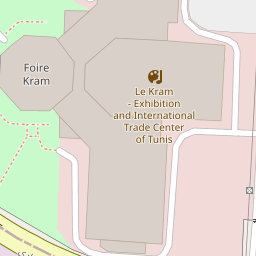 Foire
Kram
Le Kram
- Exhibition
and International
Trade Center
of Tunis